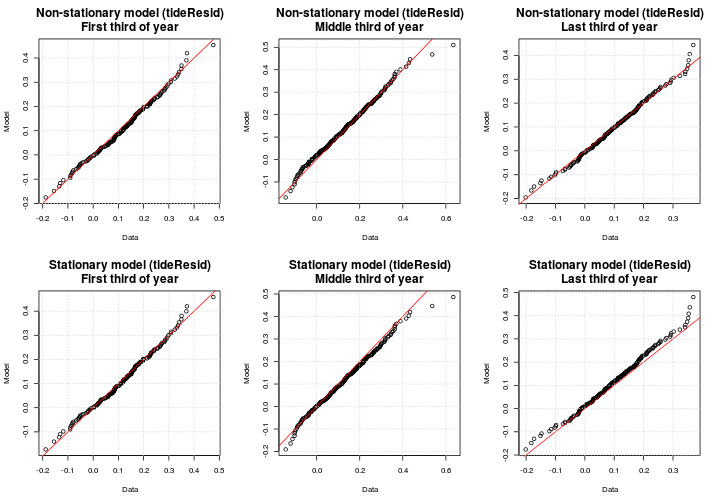 Non-stationary model (tideResid)
First third of year
Model
0.4
0.3
0.2
0.1
0.0
-0.1
-0.2
-0.2 -0.1 0.0 0.1 0.2 0.3 0.4 0.5
Data
Non-stationary model (tideResid)
Middle third of year
Model
0.5
0.4
0.3
0.2
0.1
0.0
-0.1
0.0 0.2 0.4 0.6
Data
Non-stationary model (tideResid)
Last third of year
Model
0.4
0.3
0.2
0.1
0.0
-0.1
-0.2
-0.2 -0.1 0.0 0.1 0.2 0.3
Data
Stationary model (tideResid)
First third of year
Model
0.4
0.3
0.2
0.1
0.0
-0.1
-0.2 -0.1 0.0 0.1 0.2 0.3 0.4 0.5
Data
Stationary model (tideResid)
Middle third of year
Model
0.5
0.4
0.3
0.2
0.1
0.0
-0.1
-0.2
0.0 0.2 0.4 0.6
Data
Stationary model (tideResid)
Last third of year
Model
0.5
0.4
0.3
0.2
0.1
0.0
-0.1
-0.2
-0.2 -0.1 0.0 0.1 0.2 0.3
Data